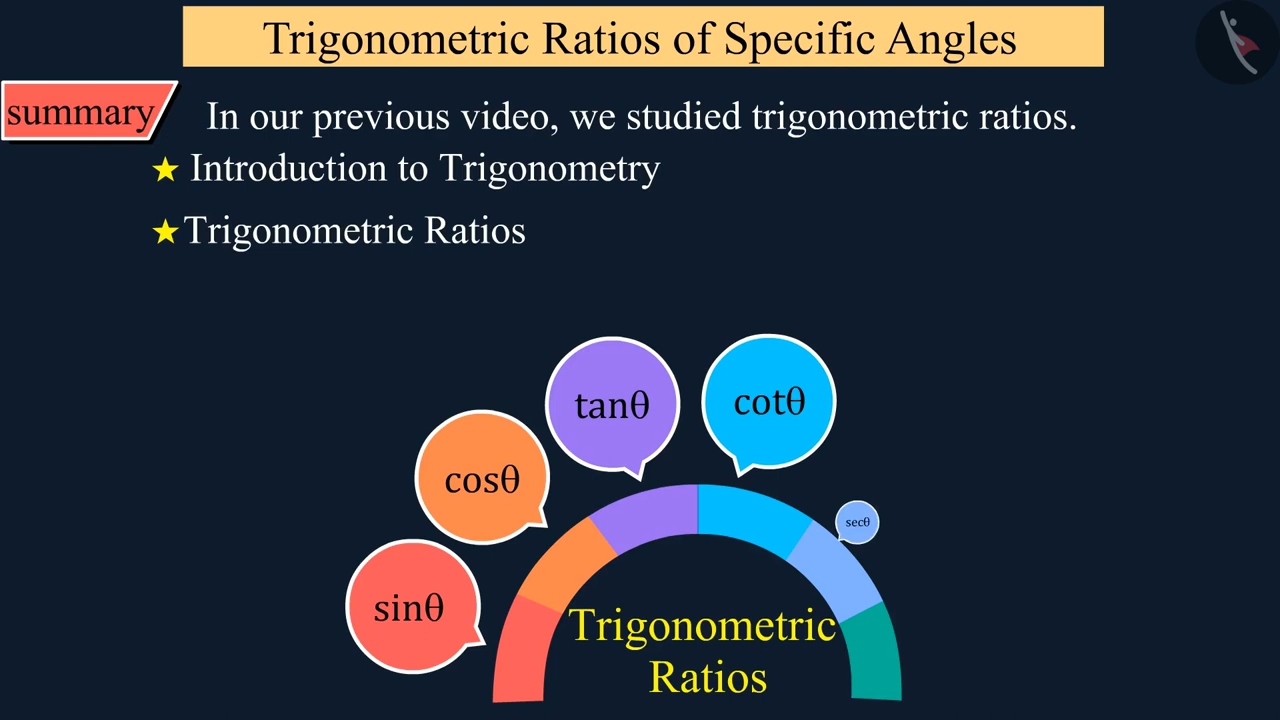 Trigonometric Ratios of Specific Angles
summary
In our previous video, we studied trigonometric ratios.
Introduction to Trigonometry
Trigonometric Ratios
tanθ
cotθ
cosθ
secθ
sinθ
Trigonometric
Ratios